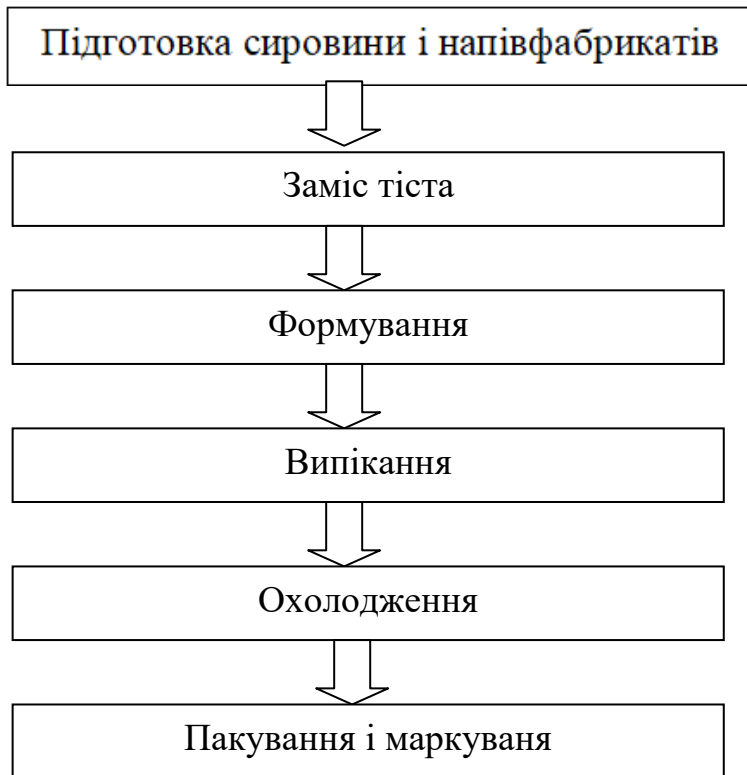 Підготовка сировини і напівфабрикатів
Заміс тіста
Формування
Випікання
Охолодження
Пакування і маркуваня